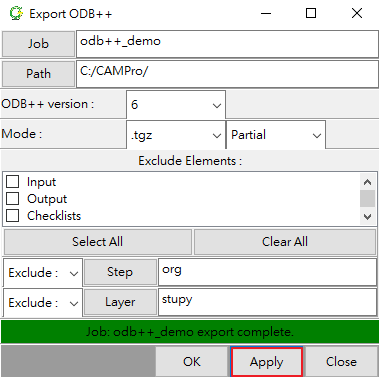 Export ODB++
Job odb++_demo
Path C:/CAMPro/
ODB++ version : 6
Mode : .tgz Partial
Exclude Elements :
Input
Output
Checklists
Select All Clear All
Exclude : Step org
Exclude : Layer stupy
Job: odb++_demo export complete.
OK Apply Close